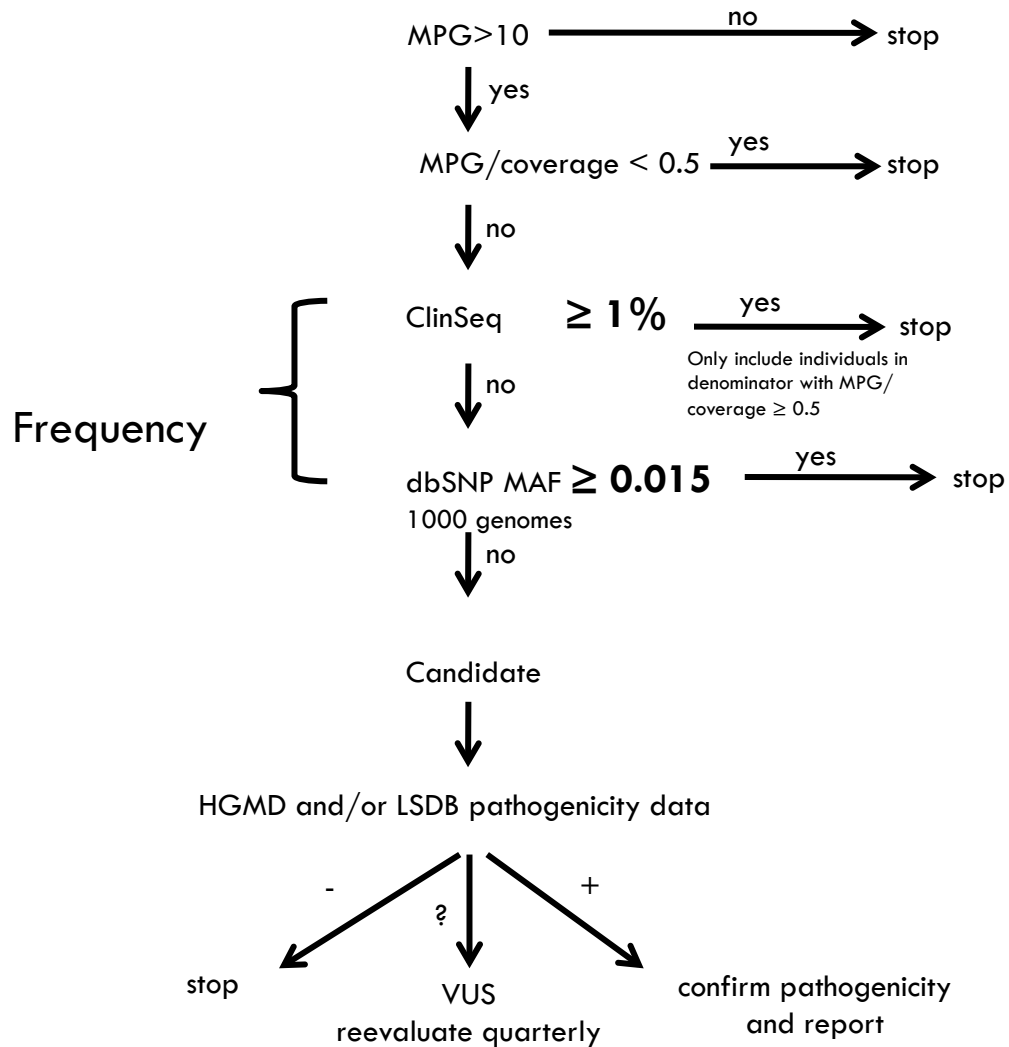 MPG>10
no
stop
yes
MPG/coverage < 0.5
yes
stop
no
Frequency
ClinSeq ≥ 1%
yes
stop
Only include individuals in
denominator with MPG/
coverage ≥ 0.5
no
dbSNP MAF ≥ 0.015
yes
stop
1000 genomes
no
Candidate
HGMD and/or LSDB pathogenicity data
-
?
+
stop
VUS
reevaluate quarterly
confirm pathogenicity
and report